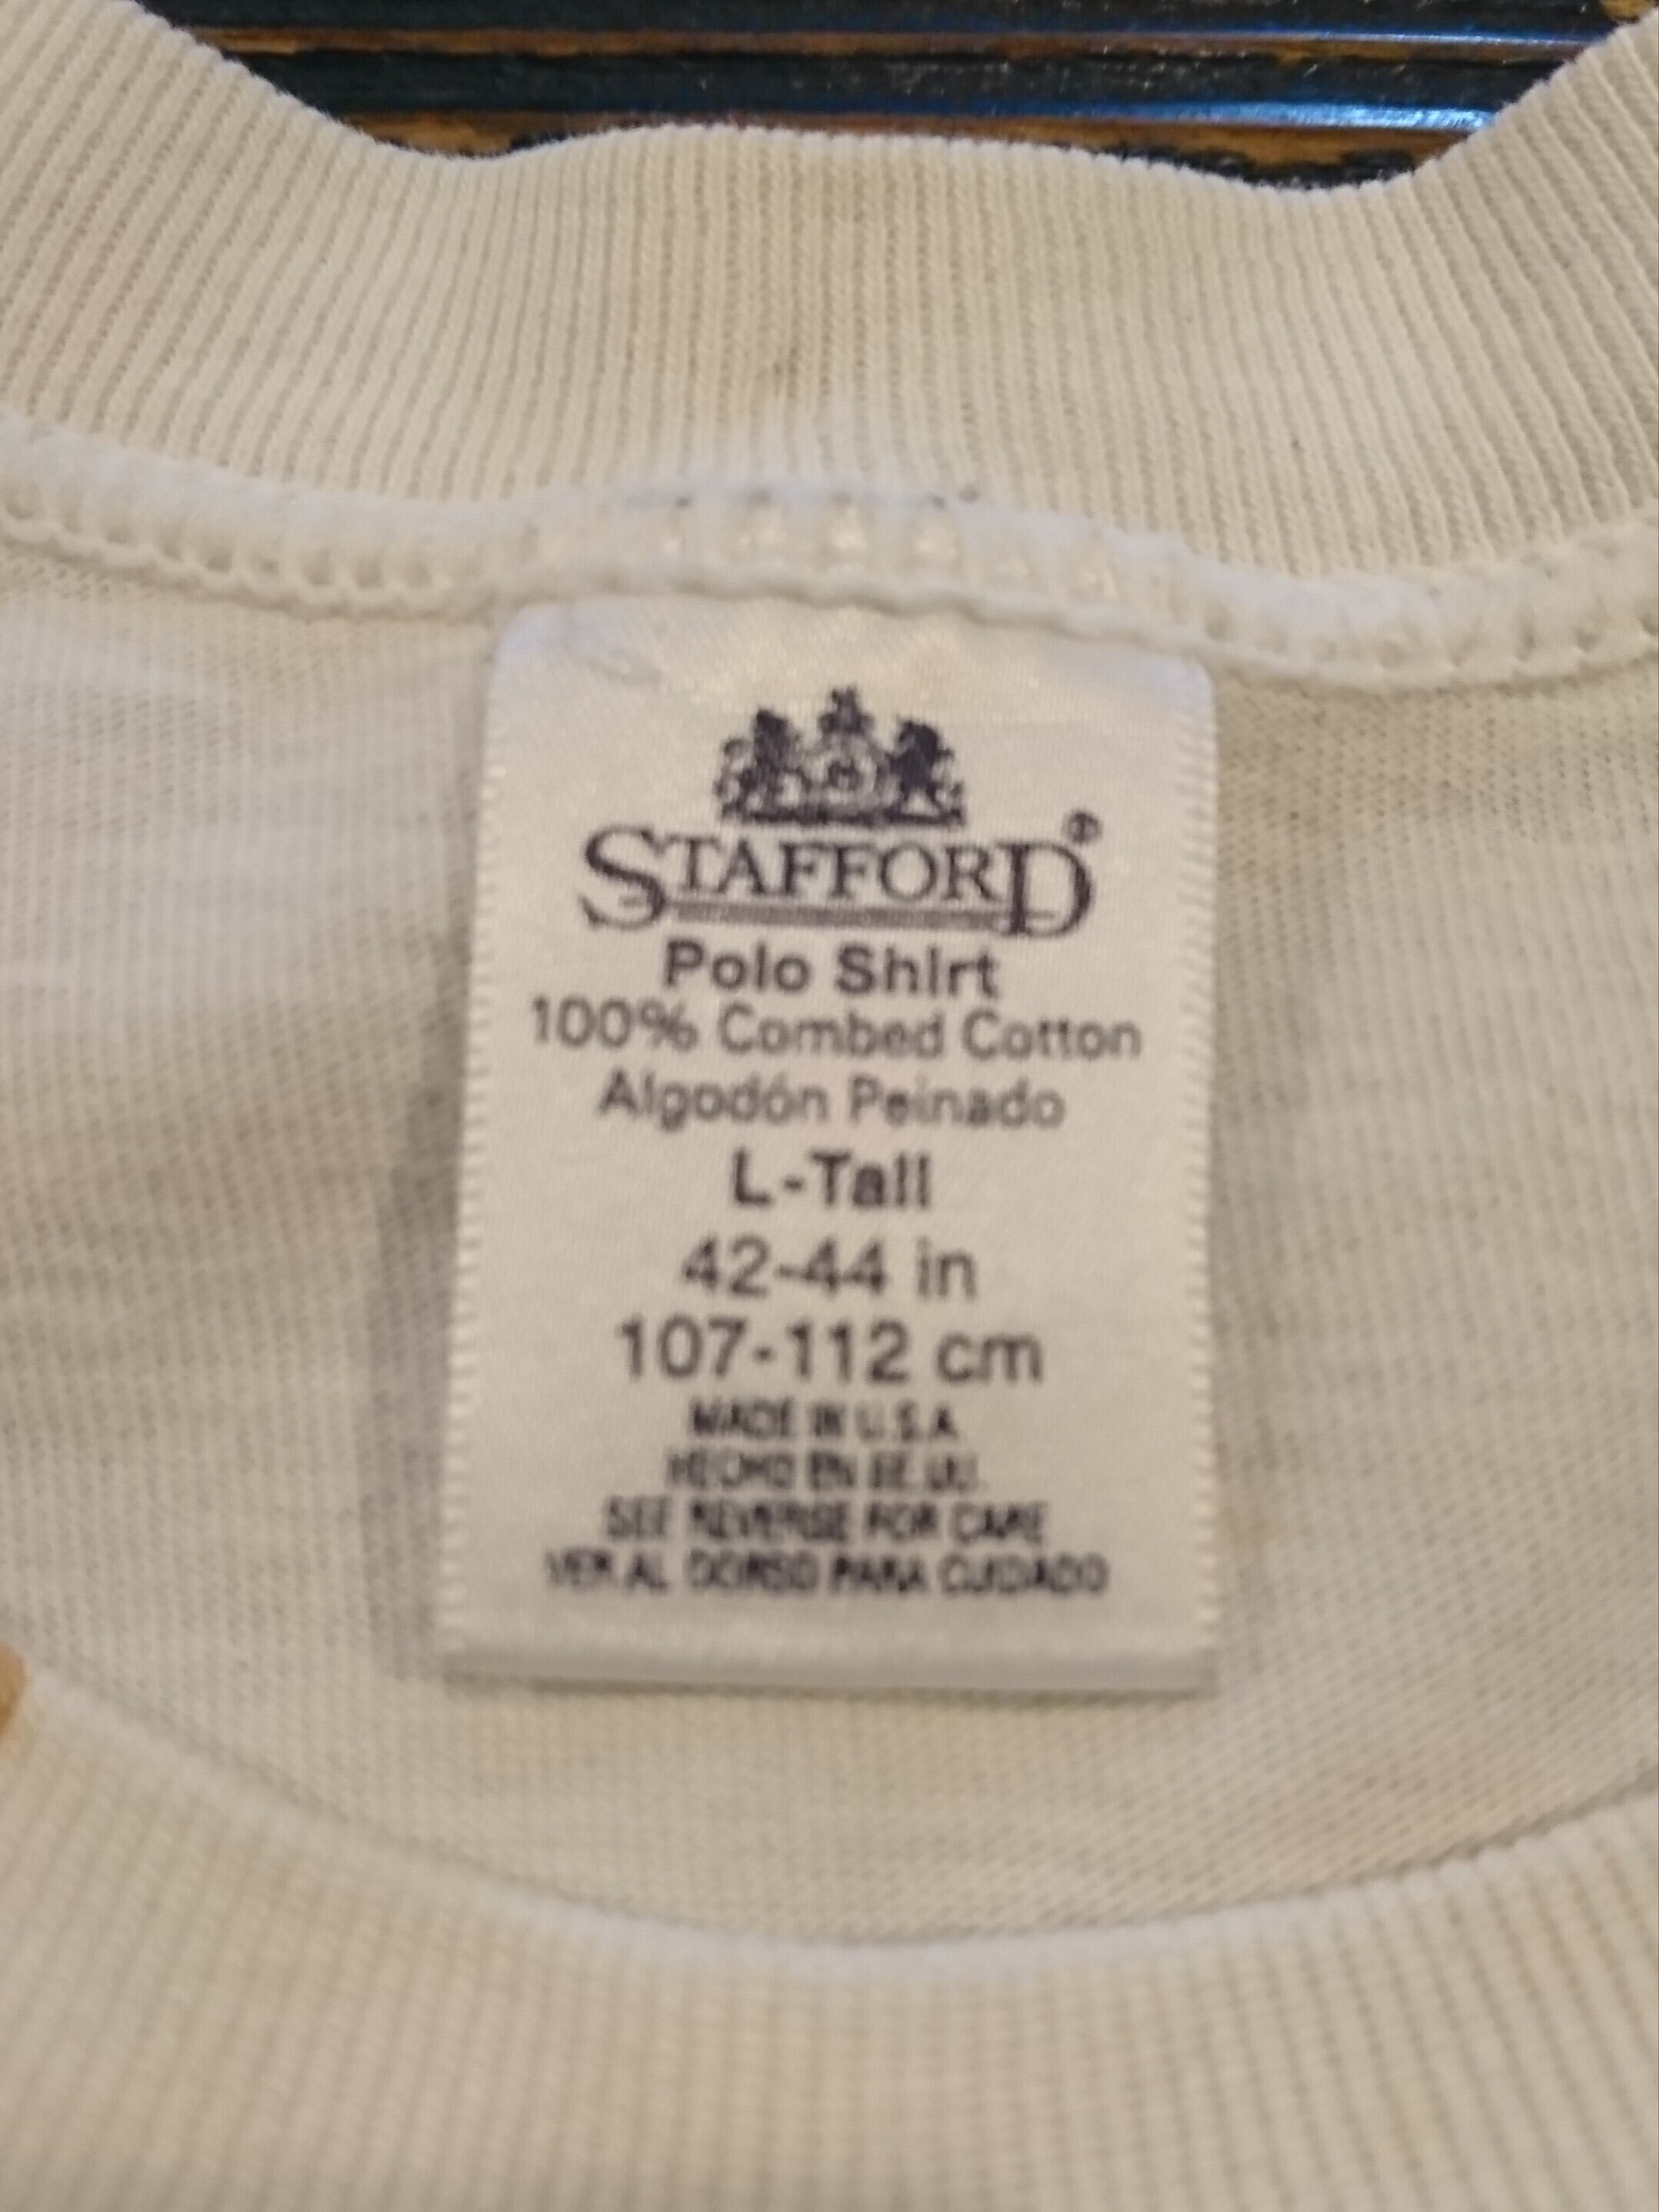 STAFFORD®
Polo Shirt
100% Combed Cotton
Algodón Peinado
L-Tall
42-44 in
107-112 cm
MADE IN U.S.A.
HECHO EN EE.UU.
SEE REVERSE FOR CARE
VER AL DORSO PARA CUIDADO